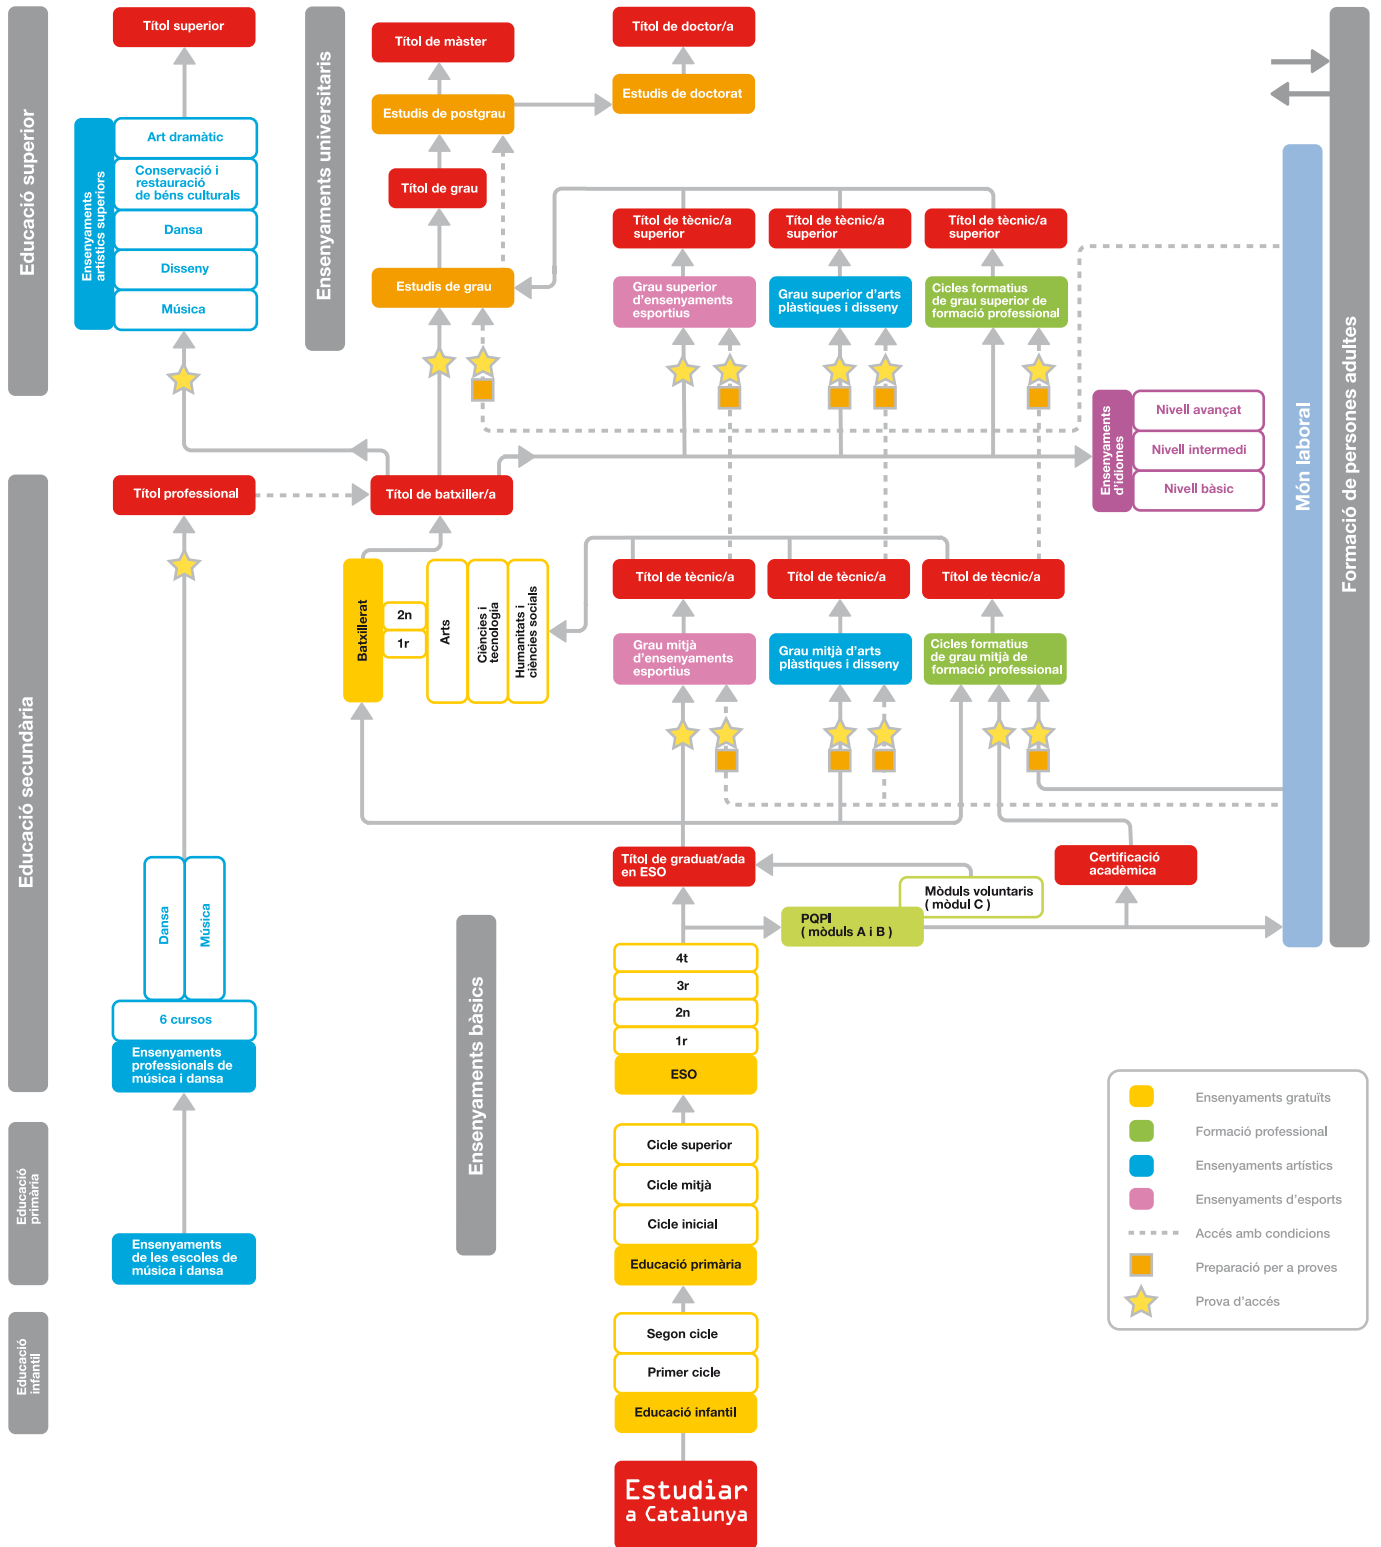 Educació superior
Ensenyaments universitaris
Títol superior
Títol de màster
Títol de doctor/a
Estudis de postgrau
Estudis de doctorat
Ensenyaments
artístics superiors
Art dramàtic
Conservació i
restauració
de béns culturals
Dansa
Disseny
Música
Títol de grau
Estudis de grau
Títol de tècnic/a
superior
Títol de tècnic/a
superior
Títol de tècnic/a
superior
Grau superior
d'ensenyaments
esportius
Grau superior d'arts
plàstiques i disseny
Cicles formatius
de grau superior de
formació professional
Ensenyaments
d'idiomes
Nivell avançat
Nivell intermedi
Nivell bàsic
Món laboral
Formació de persones adultes
Educació secundària
Títol professional
Títol de batxiller/a
Batxillerat
2n
1r
Arts
Ciències i
tecnologia
Humanitats i
ciències socials
Títol de tècnic/a
Títol de tècnic/a
Títol de tècnic/a
Grau mitjà
d'ensenyaments
esportius
Grau mitjà d'arts
plàstiques i disseny
Cicles formatius
de grau mitjà de
formació professional
Títol de graduat/ada
en ESO
Certificació
acadèmica
Mòduls voluntaris
( mòdul C )
PQPI
( mòduls A i B )
Dansa
Música
6 cursos
Ensenyaments
professionals de
música i dansa
Ensenyaments bàsics
4t
3r
2n
1r
ESO
Educació
primària
Ensenyaments
de les escoles de
música i dansa
Cicle superior
Cicle mitjà
Cicle inicial
Educació primària
Educació
infantil
Segon cicle
Primer cicle
Educació infantil
Estudiar
a Catalunya
Ensenyaments gratuïts
Formació professional
Ensenyaments artístics
Ensenyaments d'esports
Accés amb condicions
Preparació per a proves
Prova d'accés